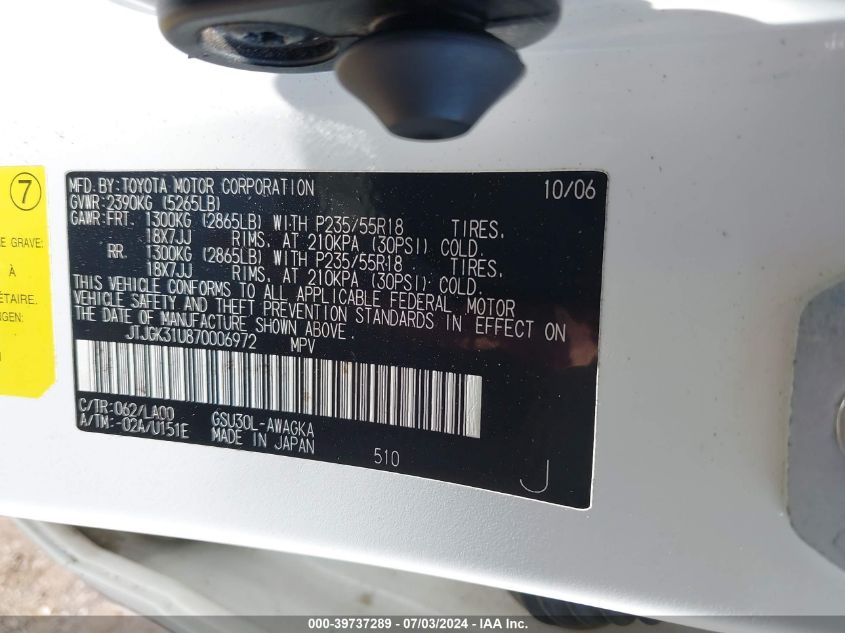 7
E GRAVE:
À
ÉTAIRE.
NGEN:
MFD.BY:TOYOTA MOTOR CORPORATION 10/06
GVWR:2390KG (5265LB)
GAWR:FRT. 1300KG (2865LB) WITH P235/55R18 TIRES.
18X7JJ RIMS. AT 210KPA (30PSI) COLD.
RR. 1300KG (2865LB) WITH P235/55R18 TIRES.
18X7JJ RIMS. AT 210KPA (30PSI) COLD.
THIS VEHICLE CONFORMS TO ALL APPLICABLE FEDERAL MOTOR
VEHICLE SAFETY AND THEFT PREVENTION STANDARDS IN EFFECT ON
THE DATE OF MANUFACTURE SHOWN ABOVE.
JTJGK31U870006972 MPV
C/TR:062/LA00 GSU30L-AWAGKA
A/TM:-02A/U151E MADE IN JAPAN
510
J
000-39737289 - 07/03/2024 - IAA Inc.